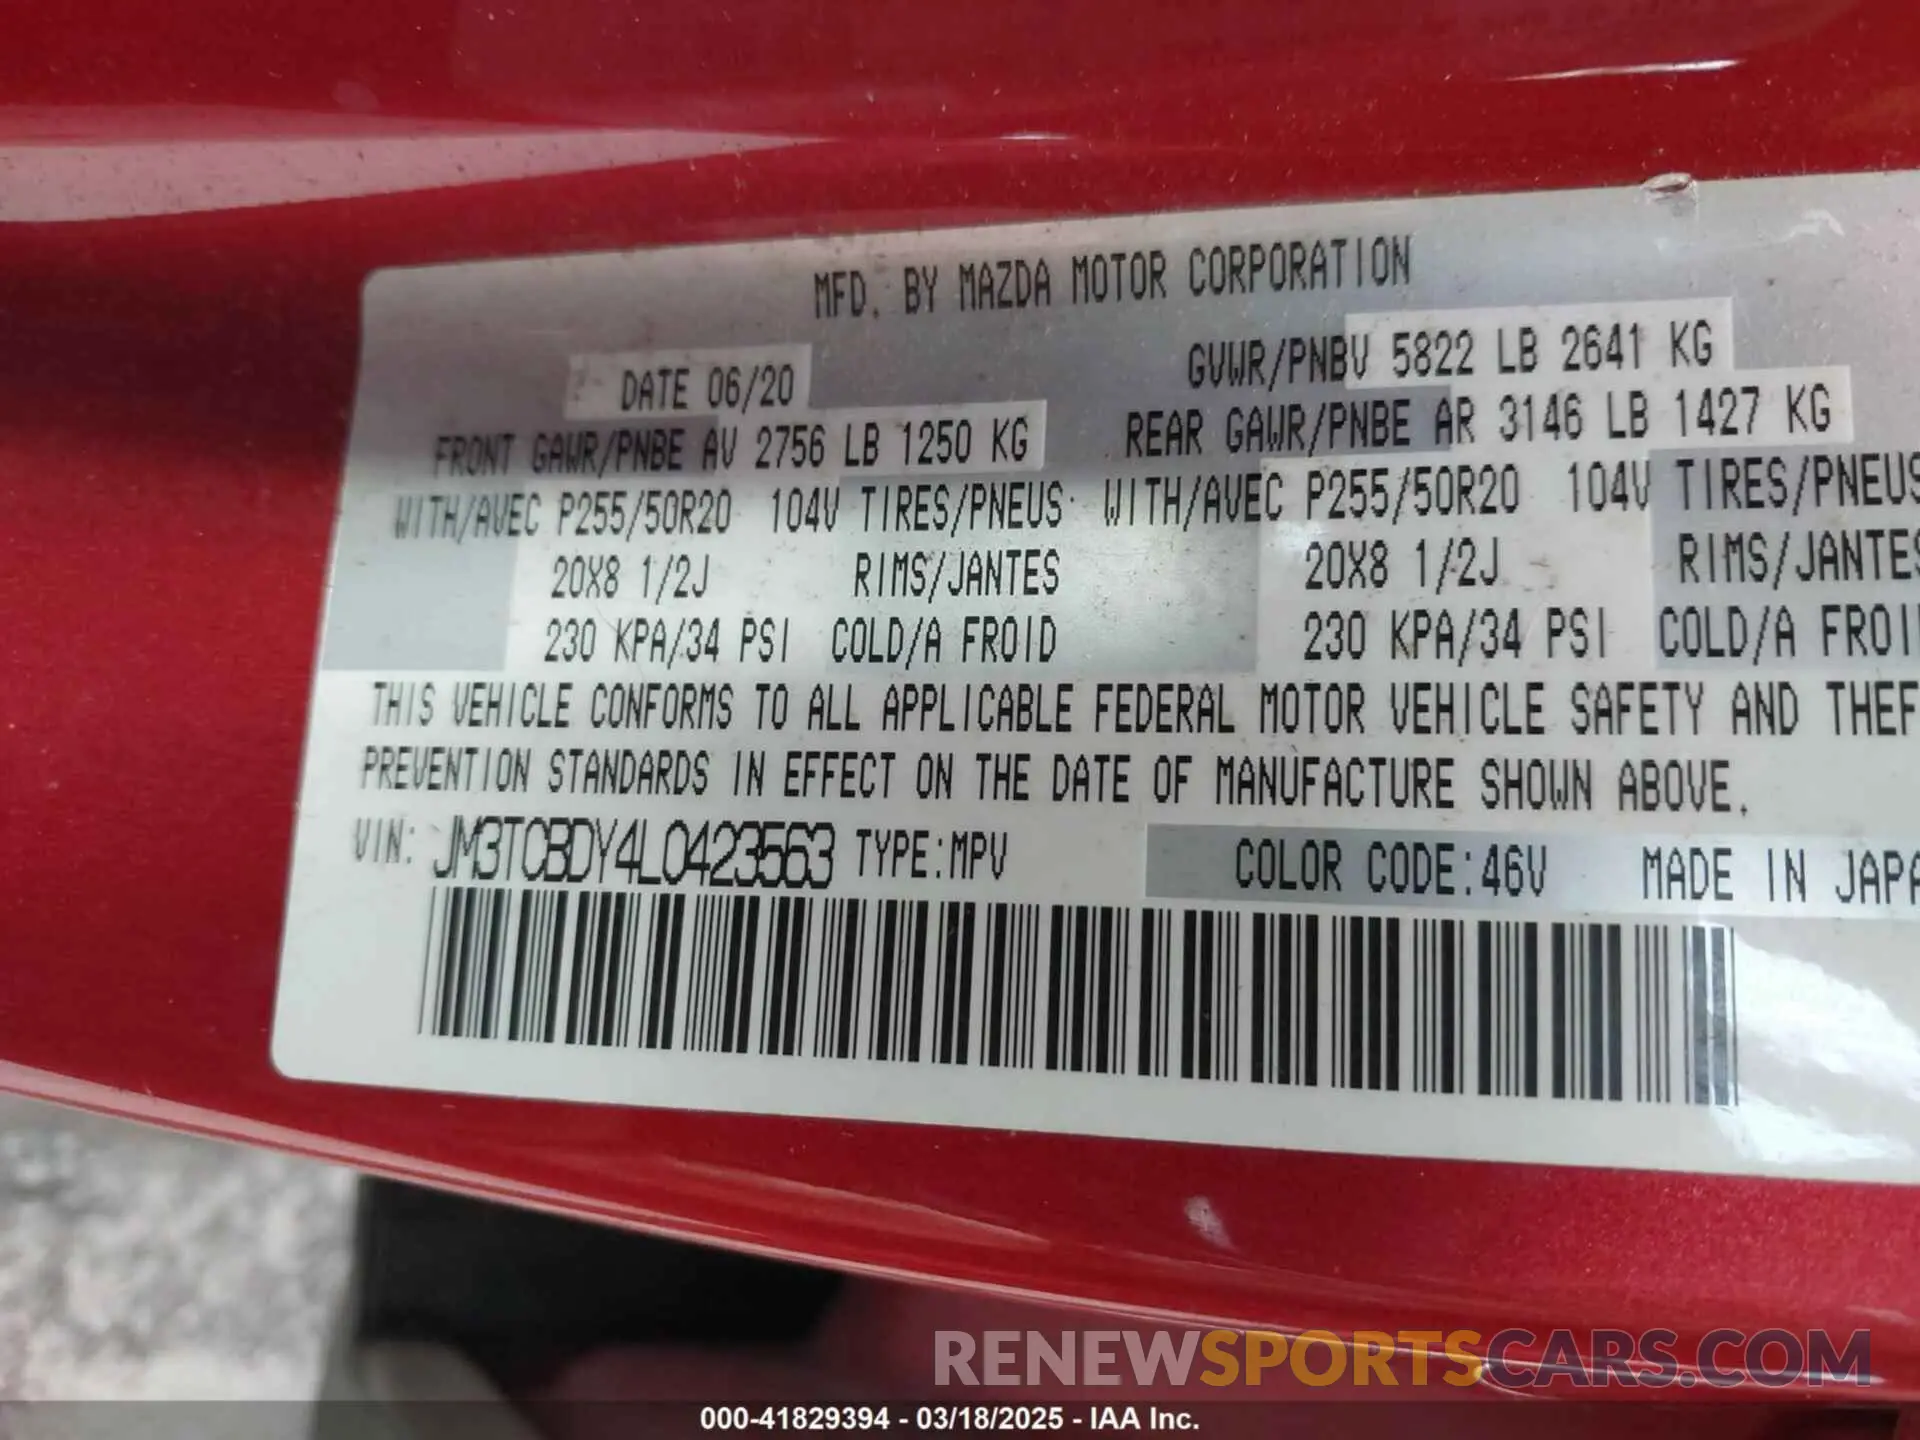 MFD. BY MAZDA MOTOR CORPORATION
DATE 06/20 GVWR/PNBV 5822 LB 2641 KG
FRONT GAWR/PNBE AV 2756 LB 1250 KG REAR GAWR/PNBE AR 3146 LB 1427 KG
WITH/AVEC P255/50R20 104V TIRES/PNEUS WITH/AVEC P255/50R20 104V TIRES/PNEUS
20X8 1/2J RIMS/JANTES 20X8 1/2J RIMS/JANTES
230 KPA/34 PSI COLD/A FROID 230 KPA/34 PSI COLD/A FROI
THIS VEHICLE CONFORMS TO ALL APPLICABLE FEDERAL MOTOR VEHICLE SAFETY AND THEF
PREVENTION STANDARDS IN EFFECT ON THE DATE OF MANUFACTURE SHOWN ABOVE.
VIN: JM3TCBDY4L0423563 TYPE:MPV COLOR CODE:46V MADE IN JAPA
RENEWSPORTSCARS.COM
000-41829394 - 03/18/2025 - IAA Inc.